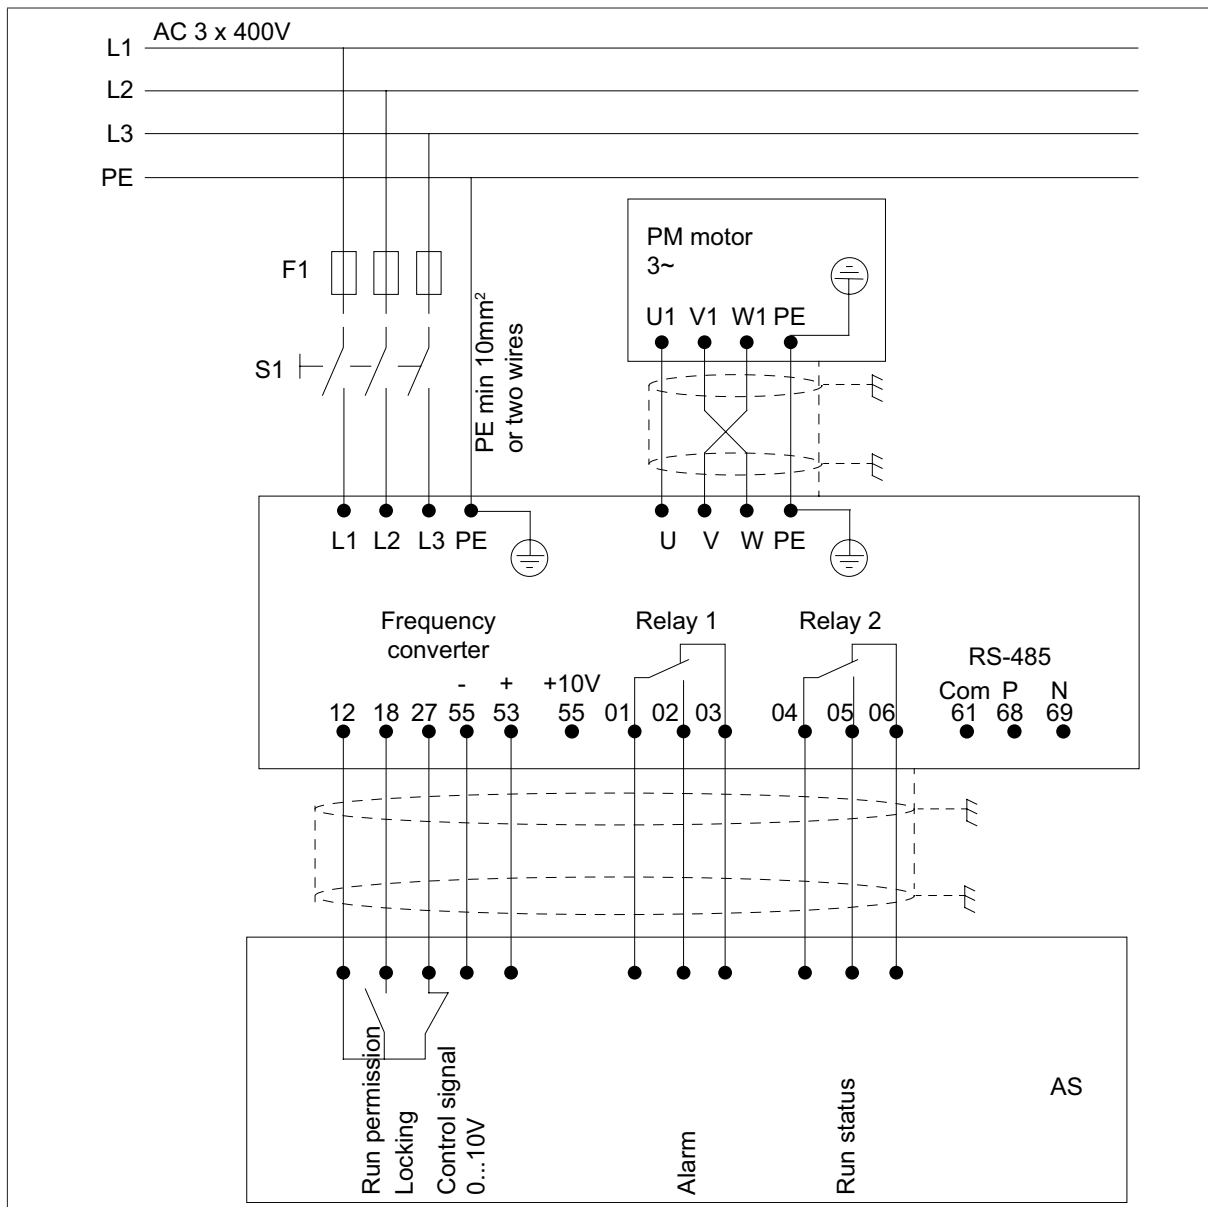 AC 3 x 400V
L1
L2
L3
PE
F1
S1
PE min 10mm²
or two wires
PM motor
3~
U1 V1 W1 PE
L1 L2 L3 PE
U V W PE
Frequency
converter
Relay 1
Relay 2
RS-485
- + +10V
Com P N
12 18 27 55 53 55 01 02 03 04 05 06 61 68 69
Run permission
Locking
Control signal
0...10V
Alarm
Run status
AS